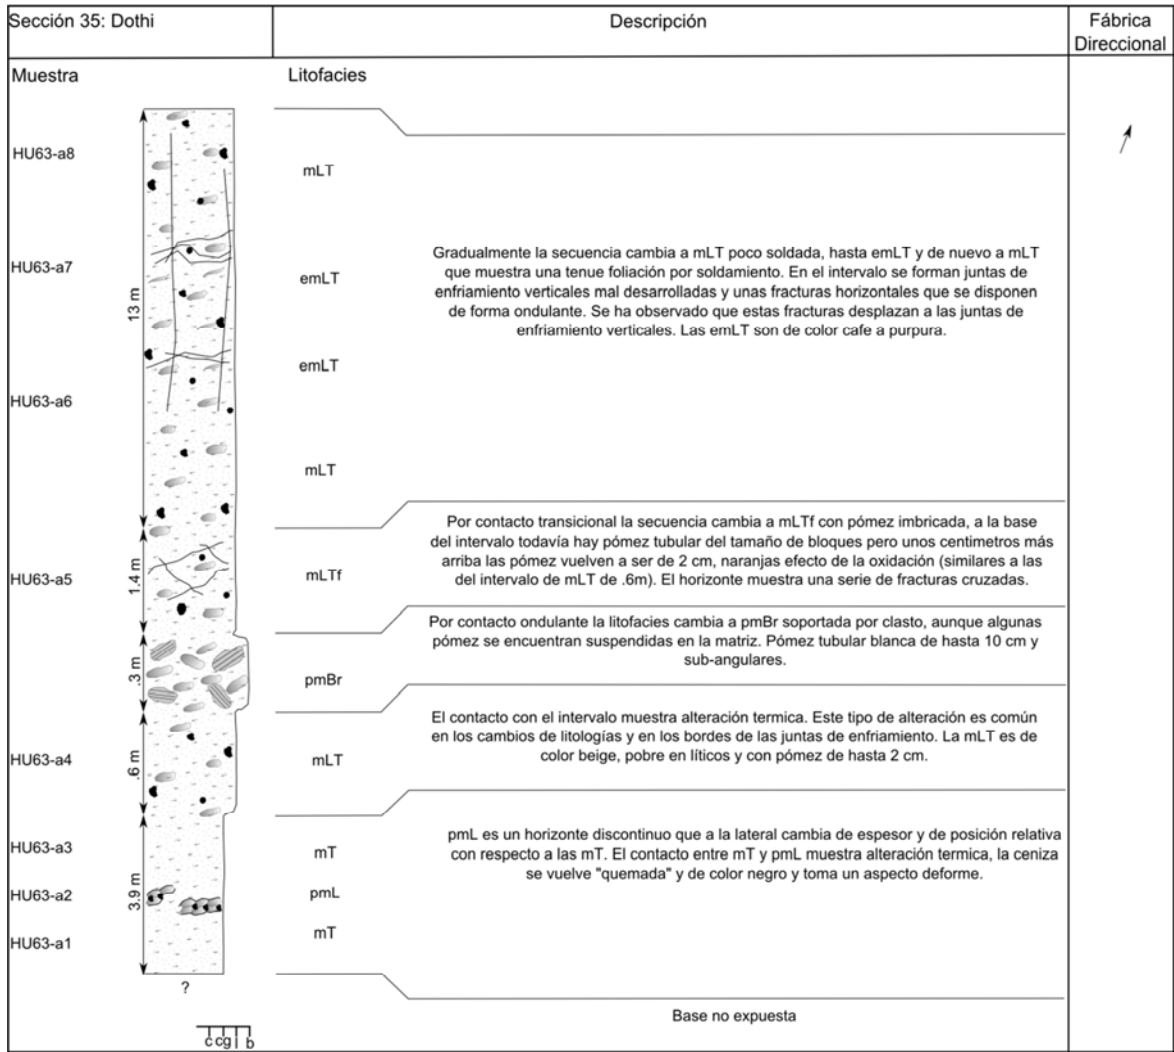 Sección 35: Dothi
Descripción
Fábrica
Direccional
Muestra
Litofacies
HU63-a8
mLT
13 m
HU63-a7
emLT
Gradualmente la secuencia cambia a mLT poco soldada, hasta emLT y de nuevo a mLT
que muestra una tenue foliación por soldamiento. En el intervalo se forman juntas de
enfriamiento verticales mal desarrolladas y unas fracturas horizontales que se disponen
de forma ondulante. Se ha observado que estas fracturas desplazan a las juntas de
enfriamiento verticales. Las emLT son de color cafe a purpura.
emLT
HU63-a6
mLT
Por contacto transicional la secuencia cambia a mLTf con pómez imbricada, a la base
del intervalo todavía hay pómez tubular del tamaño de bloques pero unos centimetros más
arriba las pómez vuelven a ser de 2 cm, naranjas efecto de la oxidación (similares a las
del intervalo de mLT de .6m). El horizonte muestra una serie de fracturas cruzadas.
HU63-a5
1.4 m
mLTf
Por contacto ondulante la litofacies cambia a pmBr soportada por clasto, aunque algunas
pómez se encuentran suspendidas en la matriz. Pómez tubular blanca de hasta 10 cm y
sub-angulares.
.3 m
pmBr
El contacto con el intervalo muestra alteración termica. Este tipo de alteración es común
en los cambios de litologías y en los bordes de las juntas de enfriamiento. La mLT es de
color beige, pobre en líticos y con pómez de hasta 2 cm.
HU63-a4
.6 m
mLT
pmL es un horizonte discontinuo que a la lateral cambia de espesor y de posición relativa
con respecto a las mT. El contacto entre mT y pmL muestra alteración termica, la ceniza
se vuelve "quemada" y de color negro y toma un aspecto deforme.
HU63-a3
mT
3.9 m
HU63-a2
pmL
HU63-a1
mT
?
Base no expuesta
c cg l b